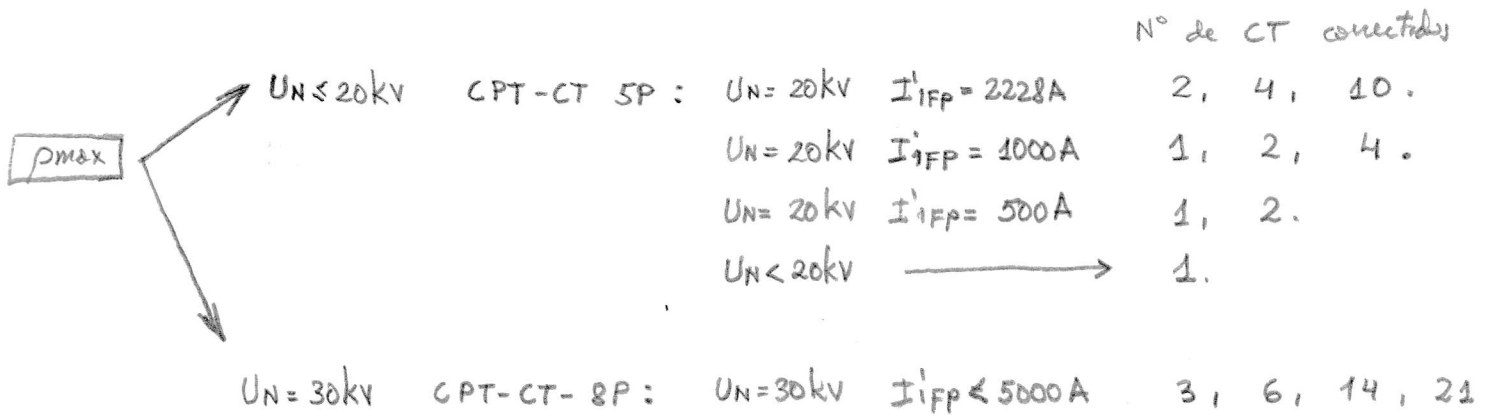 Nº de CT conectados
UN ≤ 20kV CPT-CT 5P : UN = 20kV I'1Fp = 2228A 2, 4, 10.
ρmax UN = 20kV I'1Fp = 1000A 1, 2, 4.
UN = 20kV I'1Fp = 500A 1, 2.
UN < 20kV → 1.
UN = 30kV CPT-CT-8P : UN = 30kV I'1Fp ≤ 5000A 3, 6, 14, 21